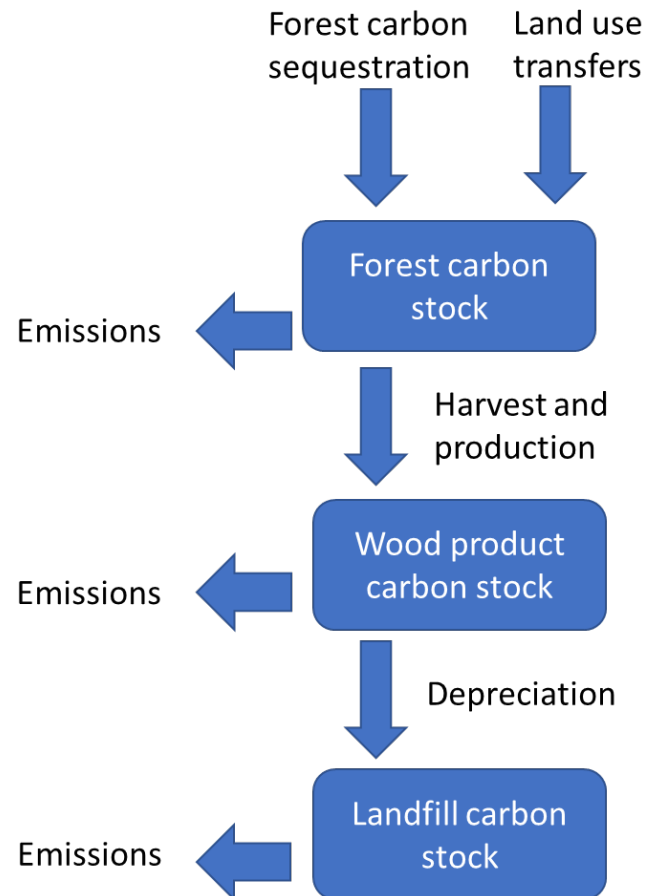 Forest carbon
sequestration
Land use
transfers
Forest carbon
stock
Emissions
Harvest and
production
Wood product
carbon stock
Emissions
Depreciation
Landfill carbon
stock
Emissions